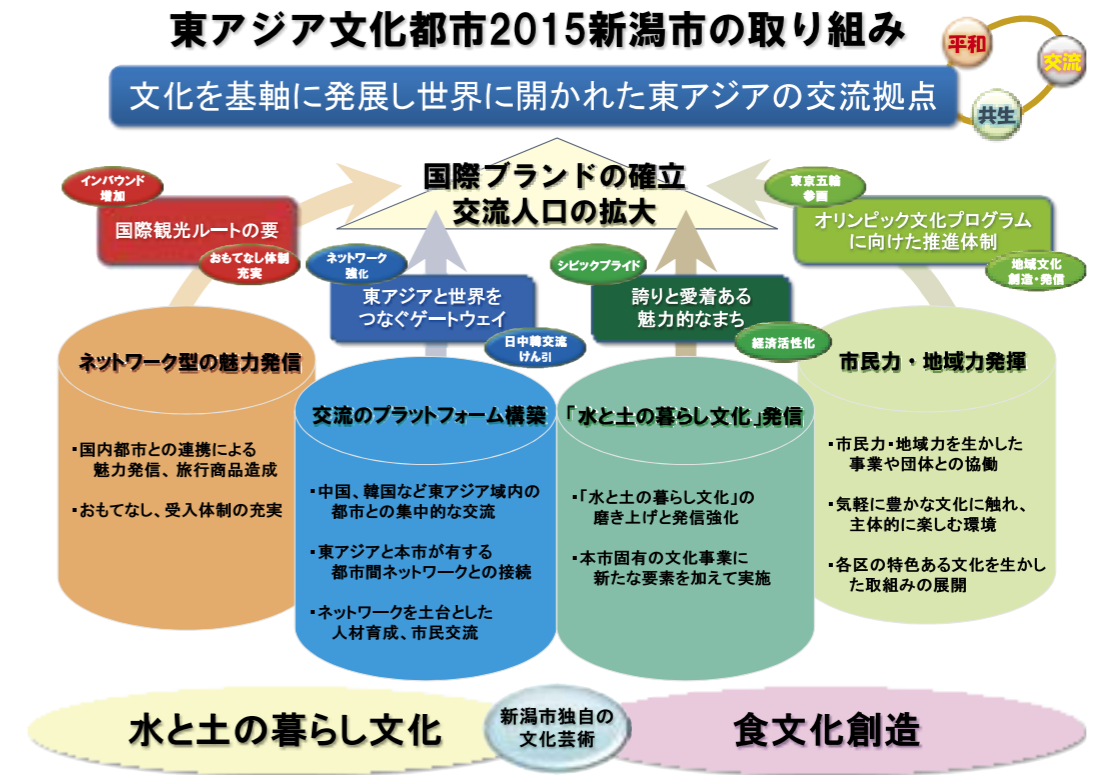 東アジア文化都市2015新潟市の取り組み
平和
交流
共生
文化を基軸に発展し世界に開かれた東アジアの交流拠点
国際ブランドの確立
交流人口の拡大
インバウンド
増加
国際観光ルートの要
おもてなし体制
充実
ネットワーク
強化
東アジアと世界を
つなぐゲートウェイ
日中韓交流
けん引
シビックプライド
誇りと愛着ある
魅力的なまち
経済活性化
東京五輪
参画
オリンピック文化プログラム
に向けた推進体制
地域文化
創造・発信
ネットワーク型の魅力発信
・国内都市との連携による
魅力発信、旅行商品造成
・おもてなし、受入体制の充実
交流のプラットフォーム構築
・中国、韓国など東アジア域内の
都市との集中的な交流
・東アジアと本市が有する
都市間ネットワークとの接続
・ネットワークを土台とした
人材育成、市民交流
「水と土の暮らし文化」発信
・「水と土の暮らし文化」の
磨き上げと発信強化
・本市固有の文化事業に
新たな要素を加えて実施
市民力・地域力発揮
・市民力・地域力を生かした
事業や団体との協働
・気軽に豊かな文化に触れ、
主体的に楽しむ環境
・各区の特色ある文化を生かし
た取組みの展開
水と土の暮らし文化
新潟市独自の
文化芸術
食文化創造